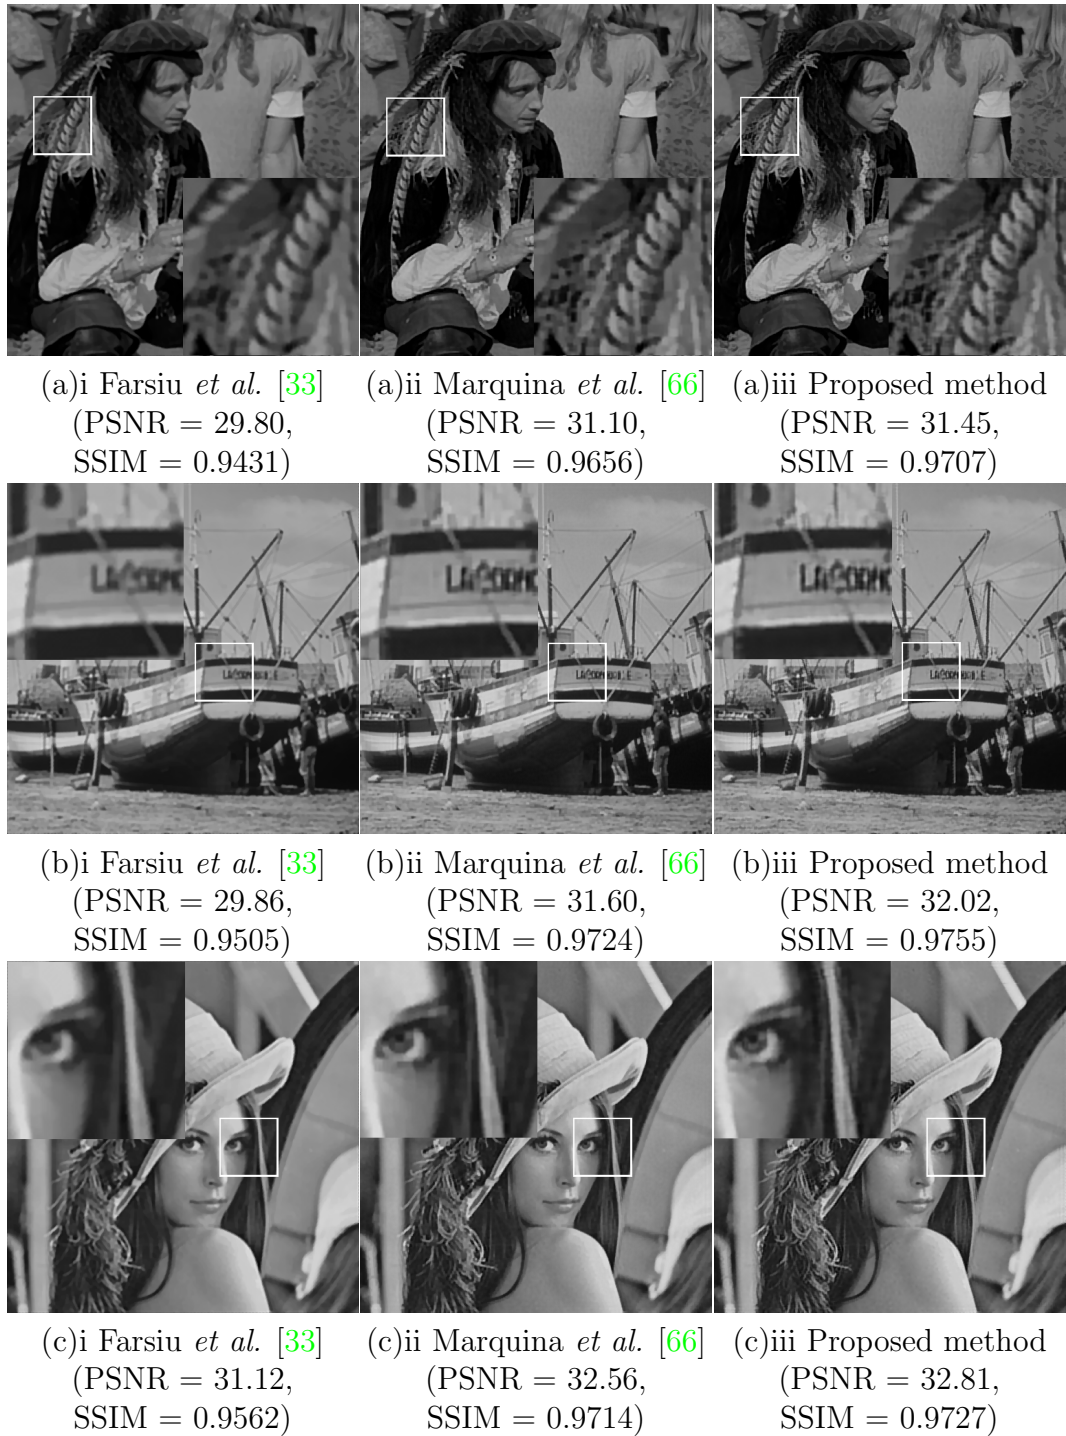 (a)i Farsiu et al. [33]
(PSNR = 29.80,
SSIM = 0.9431)
(a)ii Marquina et al. [66]
(PSNR = 31.10,
SSIM = 0.9656)
(a)iii Proposed method
(PSNR = 31.45,
SSIM = 0.9707)
(b)i Farsiu et al. [33]
(PSNR = 29.86,
SSIM = 0.9505)
(b)ii Marquina et al. [66]
(PSNR = 31.60,
SSIM = 0.9724)
(b)iii Proposed method
(PSNR = 32.02,
SSIM = 0.9755)
(c)i Farsiu et al. [33]
(PSNR = 31.12,
SSIM = 0.9562)
(c)ii Marquina et al. [66]
(PSNR = 32.56,
SSIM = 0.9714)
(c)iii Proposed method
(PSNR = 32.81,
SSIM = 0.9727)